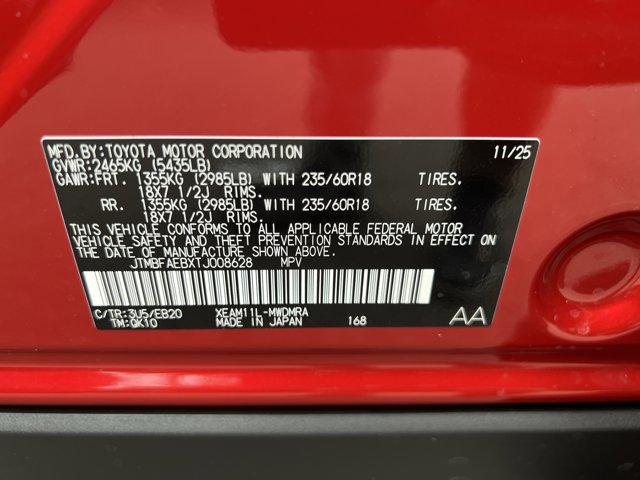 MFD.BY:TOYOTA MOTOR CORPORATION 11/25
GVWR:2465KG (5435LB)
GAWR:FRT. 1355KG (2985LB) WITH 235/60R18 TIRES.
18X7 1/2J RIMS.
RR. 1355KG (2985LB) WITH 235/60R18 TIRES.
18X7 1/2J RIMS.
THIS VEHICLE CONFORMS TO ALL APPLICABLE FEDERAL MOTOR
VEHICLE SAFETY AND THEFT PREVENTION STANDARDS IN EFFECT ON
THE DATE OF MANUFACTURE SHOWN ABOVE.
JTMBFAEBXTJ008628 MPV
C/TR:3U5/EB20 XEAM11L-MWDMRA
TM:QK10 MADE IN JAPAN 168 AA